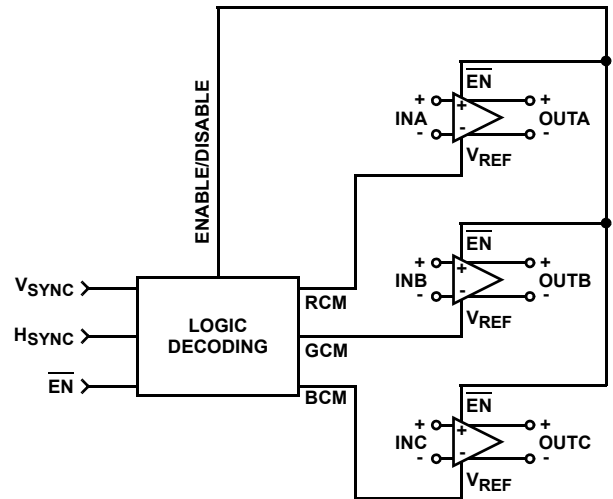 ENABLE/DISABLE
EN
+ + +
INA OUTA
- - -
VREF
EN
+ + +
INB OUTB
- - -
VREF
VSYNC
HSYNC
EN
LOGIC
DECODING
RCM
GCM
BCM
EN
+ + +
INC OUTC
- - -
VREF